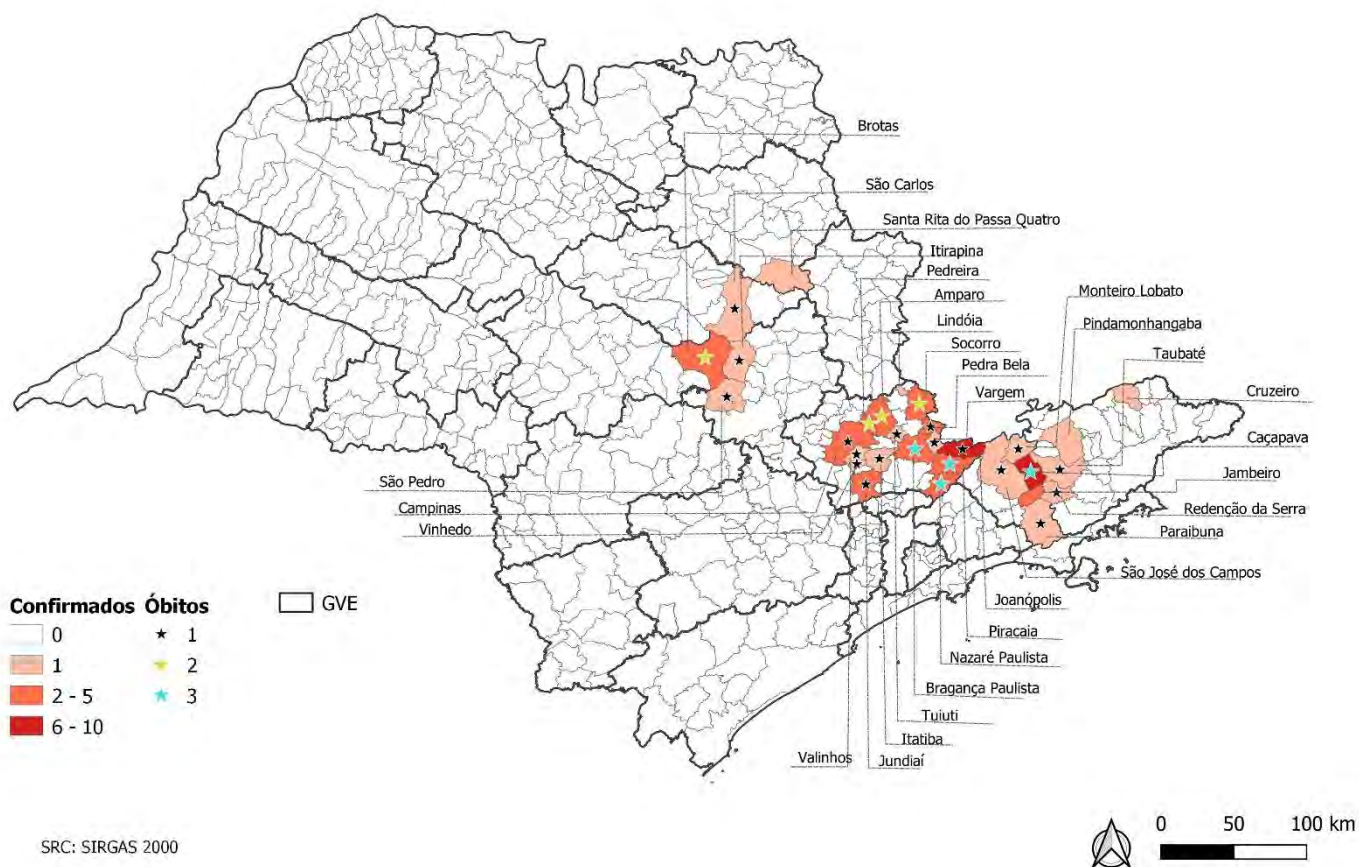 Brotas
São Carlos
Santa Rita do Passa Quatro
Itirapina
Pedreira
Amparo
Lindóia
Socorro
Pedra Bela
Vargem
Monteiro Lobato
Pindamonhangaba
Taubaté
Cruzeiro
Caçapava
Jambeiro
Redenção da Serra
Paraibuna
São José dos Campos
Joanópolis
Piracaia
Nazaré Paulista
Bragança Paulista
Tuiuti
Itatiba
Jundiaí
Valinhos
São Pedro
Campinas
Vinhedo
Confirmados Óbitos
GVE
0 1
1 2
2 - 5 3
6 - 10
SRC: SIRGAS 2000
0 50 100 km